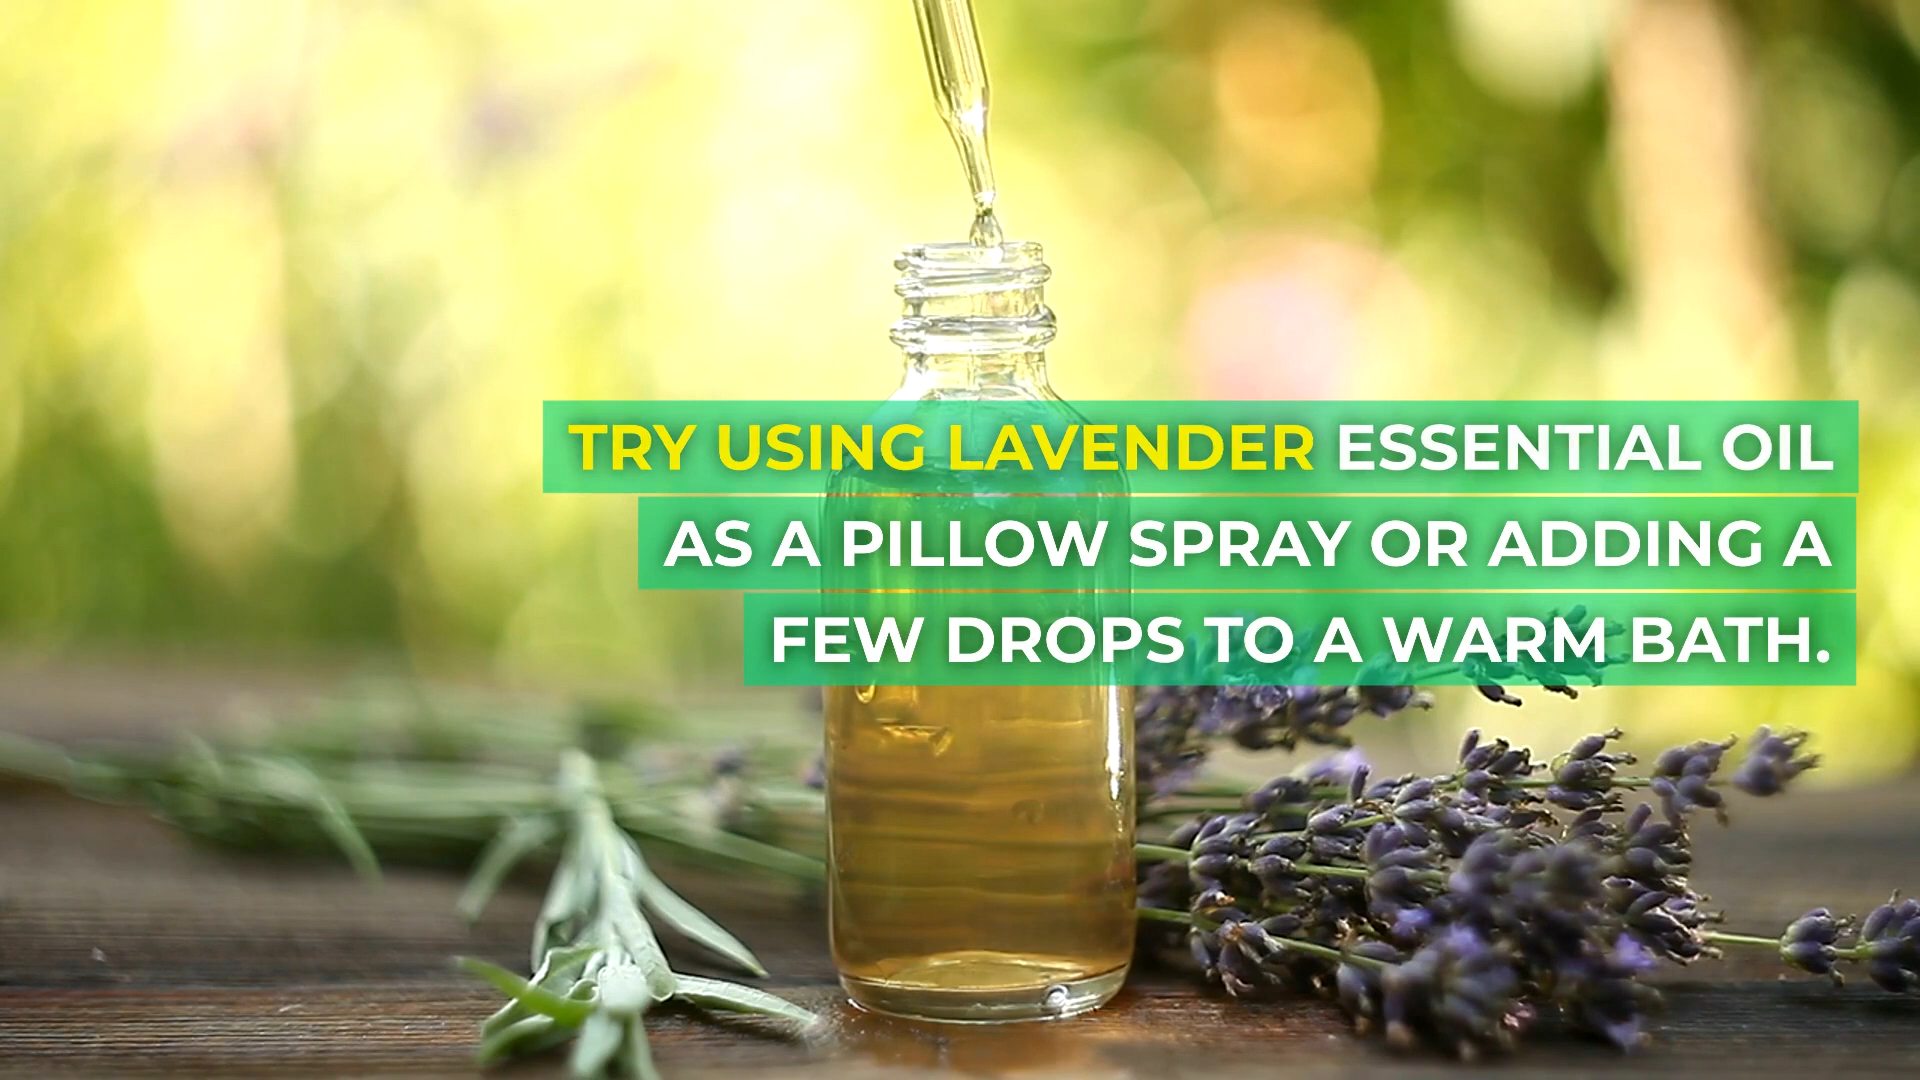 TRY USING LAVENDER ESSENTIAL OIL
AS A PILLOW SPRAY OR ADDING A
FEW DROPS TO A WARM BATH.